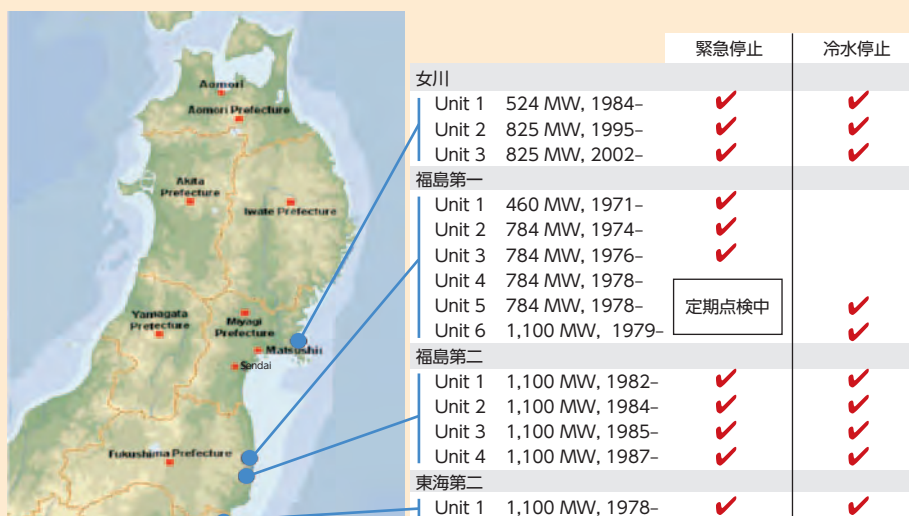 Aomori
Aomori Prefecture
Akita
Prefecture
Iwate Prefecture
Yamagata
Prefecture
Miyagi
Prefecture
Matsushii
Sendai
Fukushima Prefecture
緊急停止 冷水停止
女川
Unit 1 524 MW, 1984–
Unit 2 825 MW, 1995–
Unit 3 825 MW, 2002–
福島第一
Unit 1 460 MW, 1971–
Unit 2 784 MW, 1974–
Unit 3 784 MW, 1976–
Unit 4 784 MW, 1978–
Unit 5 784 MW, 1978–
定期点検中
Unit 6 1,100 MW, 1979–
福島第二
Unit 1 1,100 MW, 1982–
Unit 2 1,100 MW, 1984–
Unit 3 1,100 MW, 1985–
Unit 4 1,100 MW, 1987–
東海第二
Unit 1 1,100 MW, 1978–